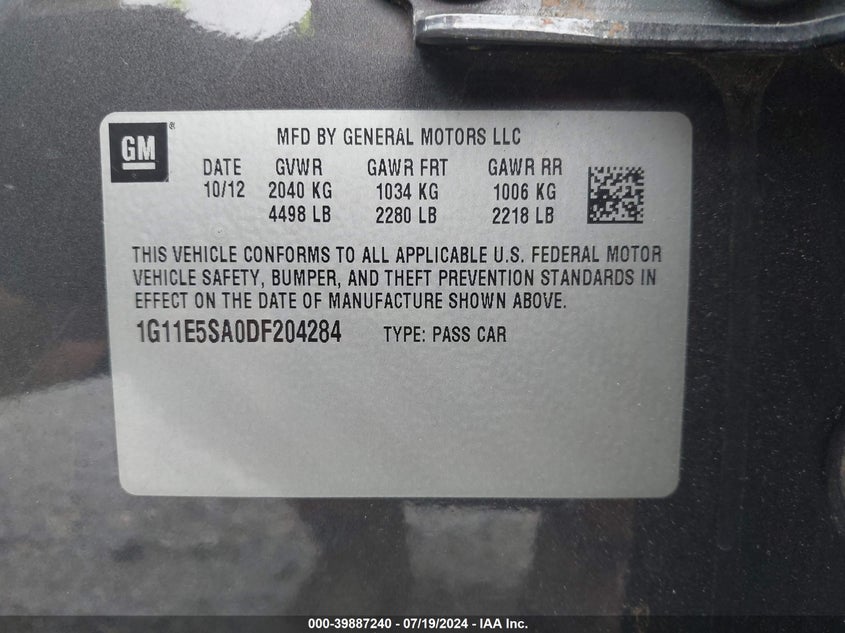 GM ®
MFD BY GENERAL MOTORS LLC
DATE GVWR GAWR FRT GAWR RR
10/12 2040 KG 1034 KG 1006 KG
4498 LB 2280 LB 2218 LB
THIS VEHICLE CONFORMS TO ALL APPLICABLE U.S. FEDERAL MOTOR
VEHICLE SAFETY, BUMPER, AND THEFT PREVENTION STANDARDS IN
EFFECT ON THE DATE OF MANUFACTURE SHOWN ABOVE.
1G11E5SA0DF204284 TYPE: PASS CAR
000-39887240 - 07/19/2024 - IAA Inc.